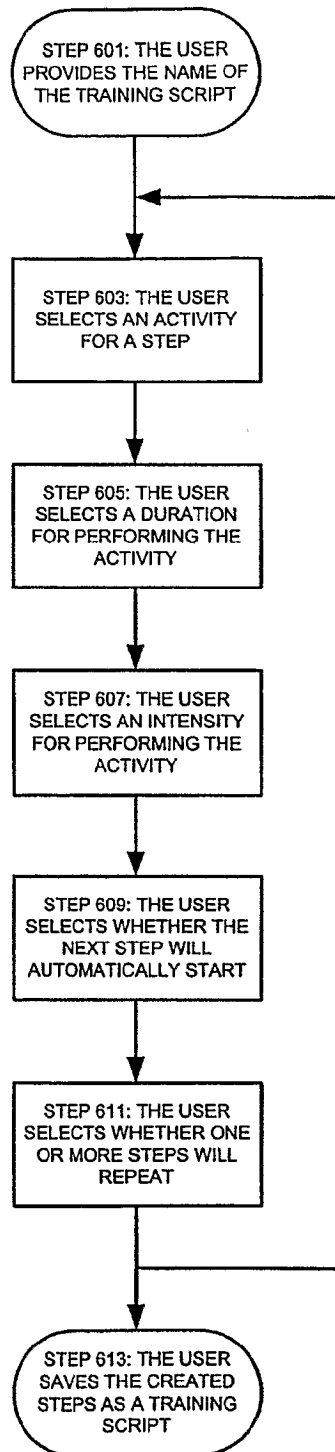 STEP 601: THE USER
PROVIDES THE NAME OF
THE TRAINING SCRIPT
STEP 603: THE USER
SELECTS AN ACTIVITY
FOR A STEP
STEP 605: THE USER
SELECTS A DURATION
FOR PERFORMING THE
ACTIVITY
STEP 607: THE USER
SELECTS AN INTENSITY
FOR PERFORMING THE
ACTIVITY
STEP 609: THE USER
SELECTS WHETHER THE
NEXT STEP WILL
AUTOMATICALLY START
STEP 611: THE USER
SELECTS WHETHER ONE
OR MORE STEPS WILL
REPEAT
STEP 613: THE USER
SAVES THE CREATED
STEPS AS A TRAINING
SCRIPT